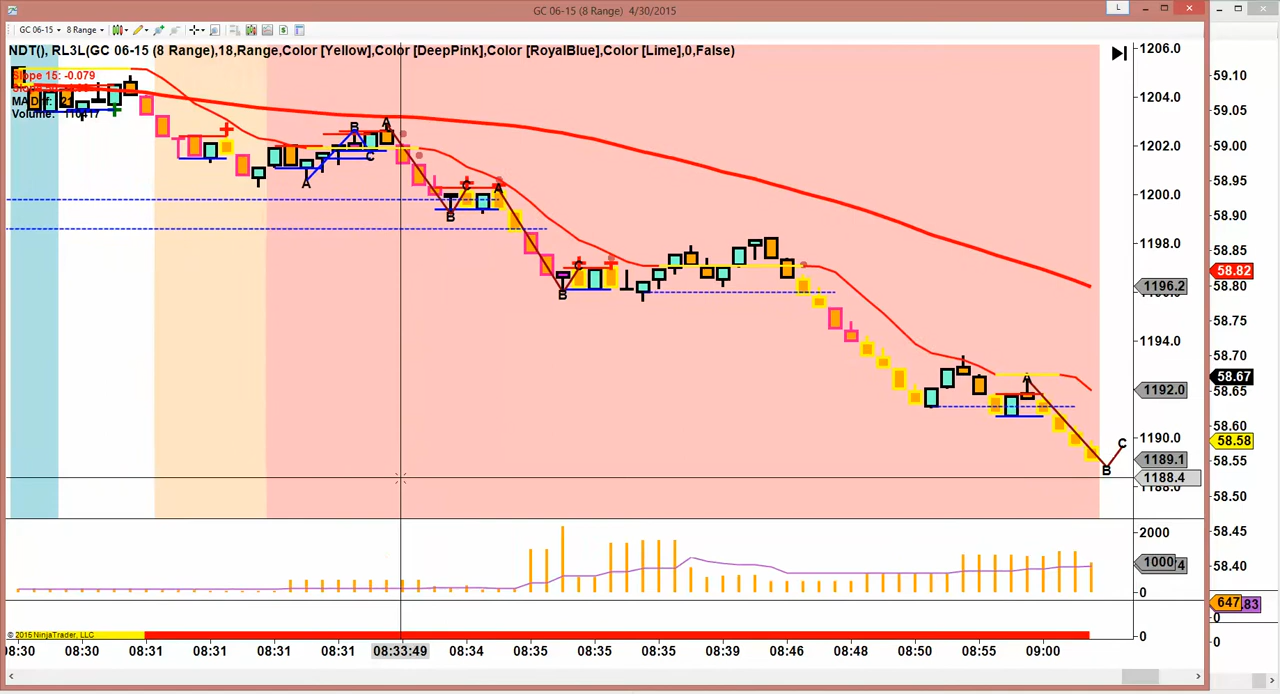 GC 06-15 (8 Range)   4/30/2015
L
GC 06-15   8 Range
NDT(), RL3L(GC 06-15 (8 Range),18,Range,Color [Yellow],Color [DeepPink],Color [RoyalBlue],Color [Lime],0,False)
Slope 15: -0.079
Volume:
1206.0
1204.0
1202.0
1200.0
1198.0
1196.2
1194.0
1192.0
1190.0
1189.1
1188.4
1188.0
59.10
59.05
59.00
58.95
58.90
58.85
58.82
58.80
58.75
58.70
58.67
58.65
58.60
58.58
58.55
58.50
58.45
58.40
A
B
C
A
B
C
A
B
C
A
B
C
2000
1000
4
0
0
647
.83
0
0
© 2015 NinjaTrader, LLC
08:30 08:30 08:31 08:31 08:31 08:31 08:33:49 08:34 08:35 08:35 08:35 08:39 08:46 08:48 08:50 08:55 09:00